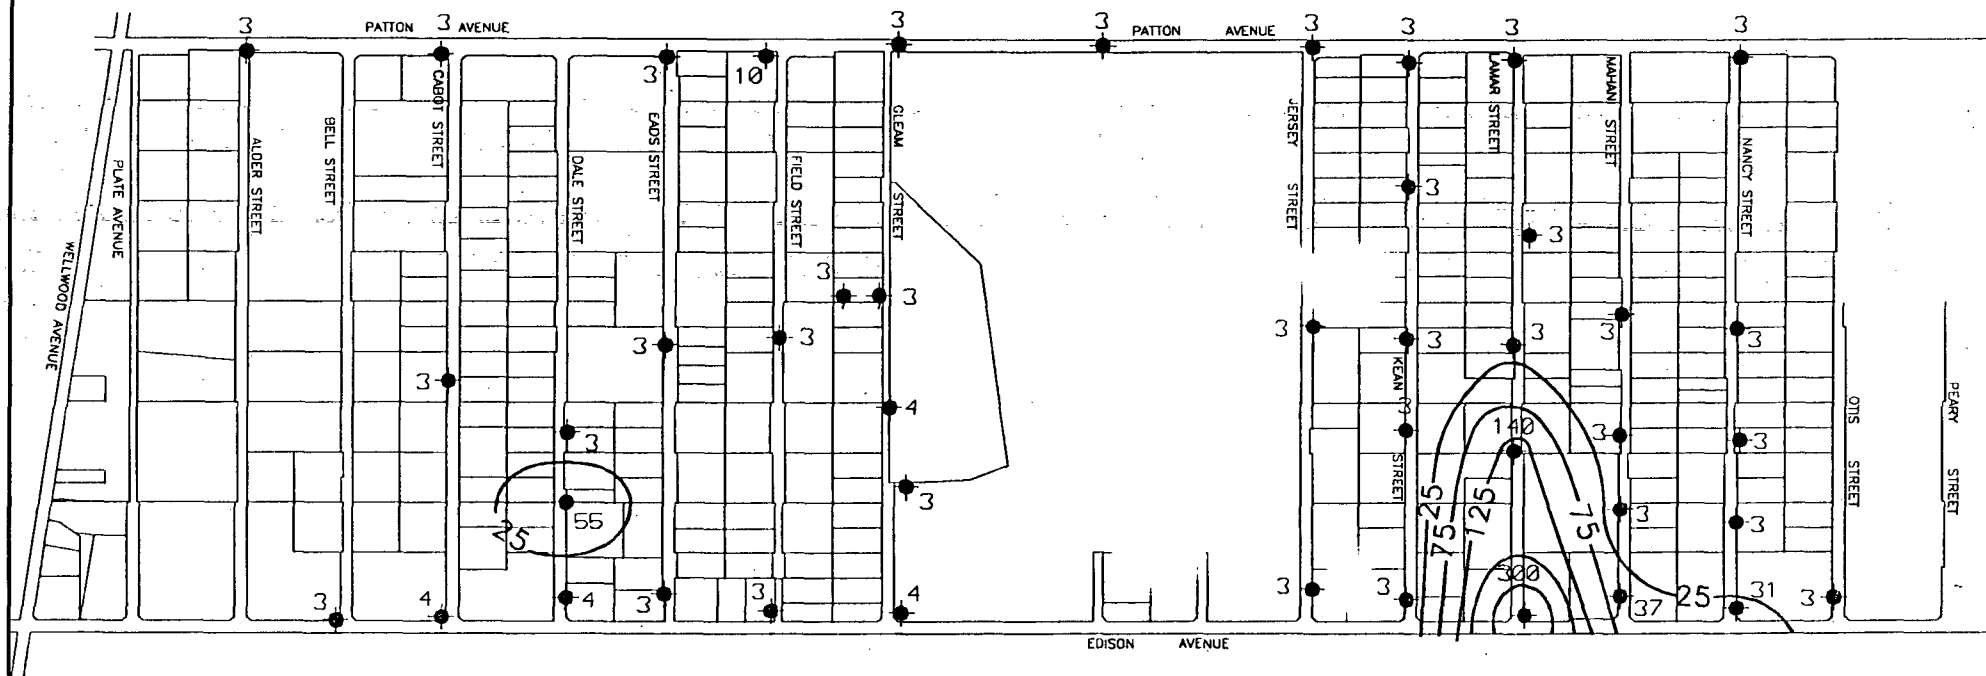 3
3
3
3
3
3
3
3
PATTON AVENUE
PATTON AVENUE
3
10
PLATE AVENUE
WELLWOOD AVENUE
ALDER STREET
BELL STREET
CABOT STREET
DALE STREET
EADS STREET
FIELD STREET
GLEAM STREET
JERSEY STREET
KEAN STREET
LAMAR STREET
MAHAN STREET
NANCY STREET
OTIS STREET
PEARY STREET
3
3
3
3
3
3
3
3
3
3
3
3
3
4
3
3
140
3
3
55
25
3
25
75
125
75
3
3
300
3
4
4
3
3
4
3
3
37
25
31
3
EDISON AVENUE